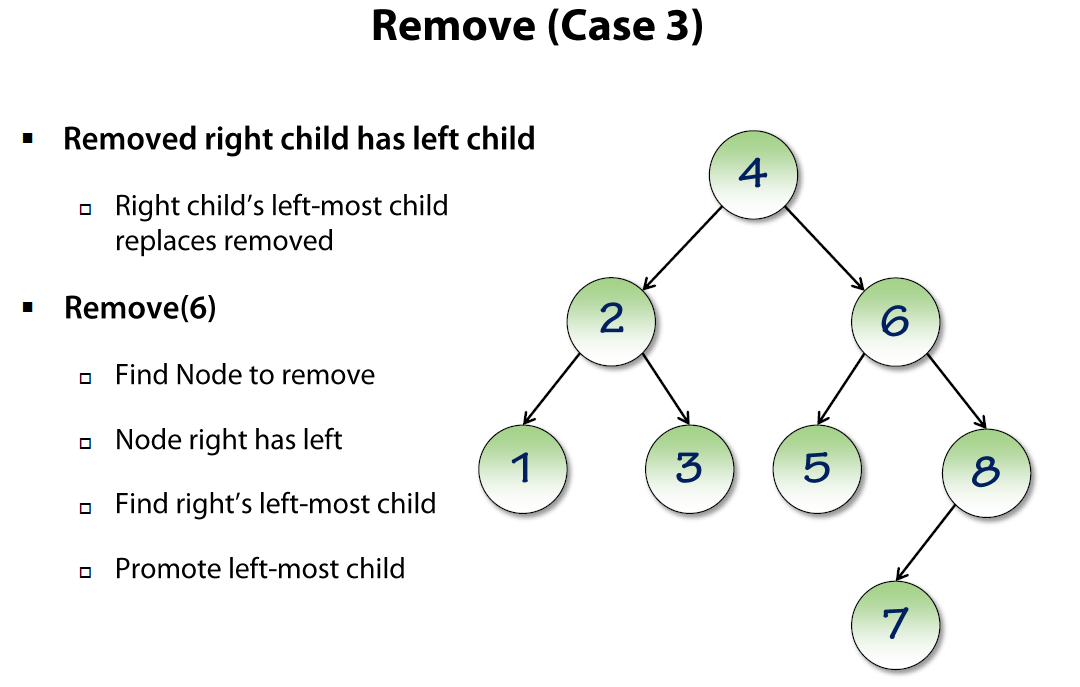 Remove (Case 3)
▪ Removed right child has left child
▫ Right child’s left-most child
replaces removed
▪ Remove(6)
▫ Find Node to remove
▫ Node right has left
▫ Find right’s left-most child
▫ Promote left-most child
4
2
6
1
3
5
8
7